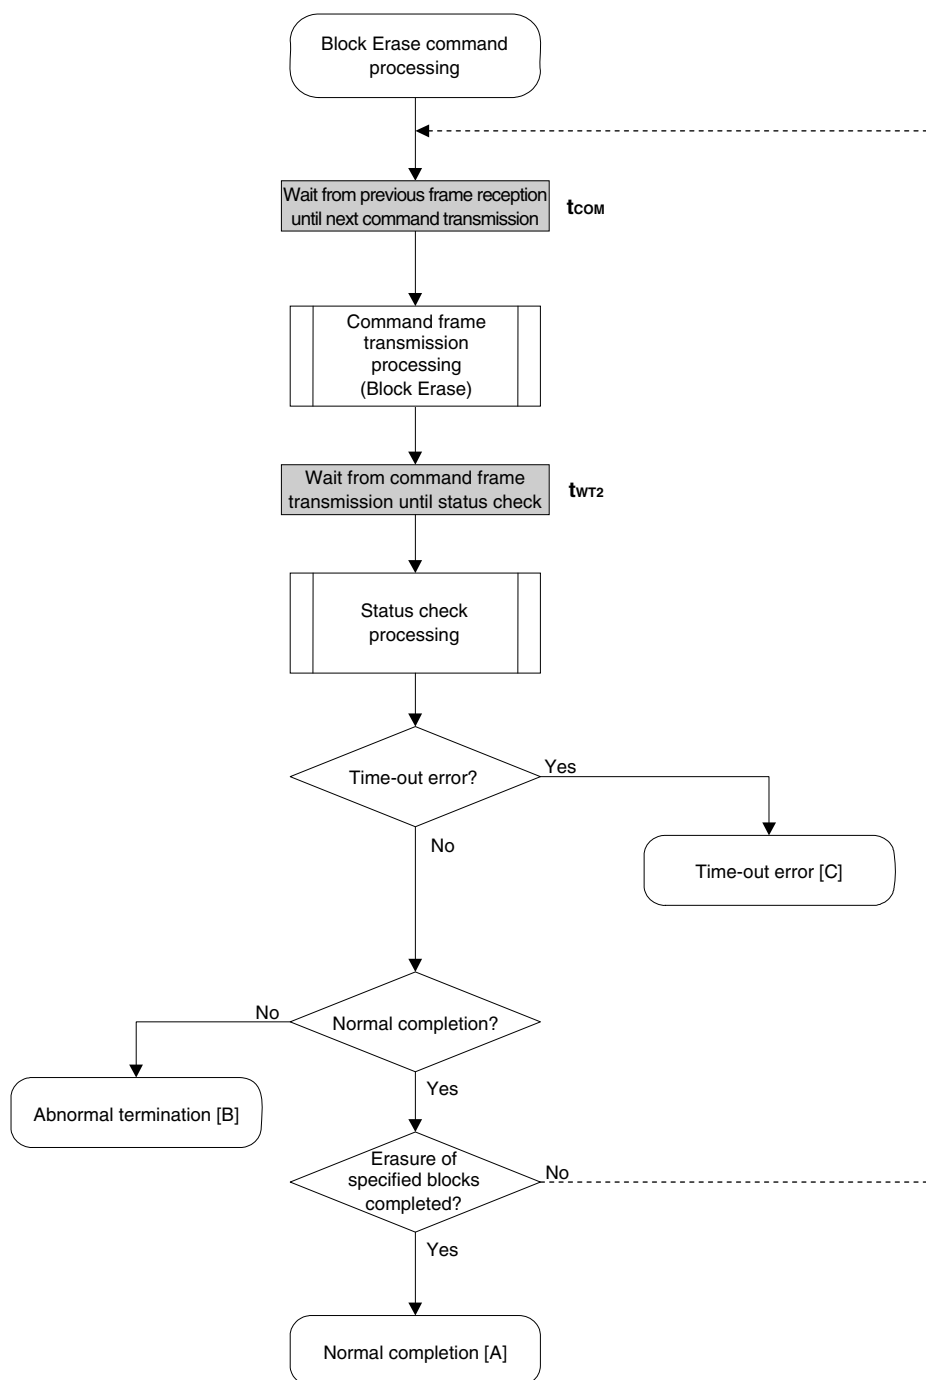 Block Erase command
processing
Wait from previous frame reception
until next command transmission
tCOM
Command frame
transmission
processing
(Block Erase)
Wait from command frame
transmission until status check
tWT2
Status check
processing
Time-out error?
Yes
No
Time-out error [C]
No
Normal completion?
Yes
Abnormal termination [B]
Erasure of
specified blocks
completed?
No
Yes
Normal completion [A]